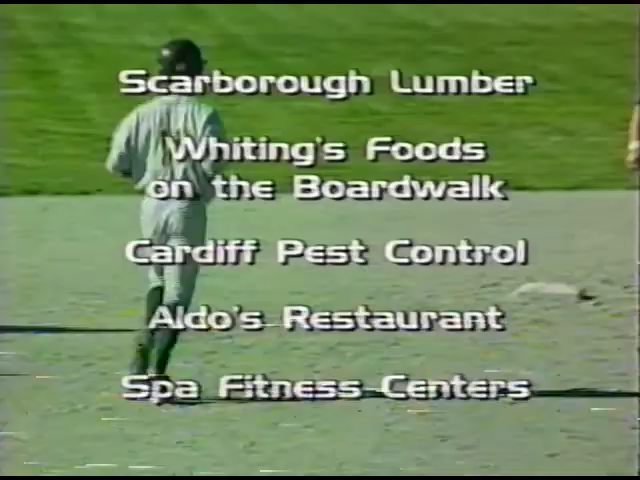 Scarborough Lumber
Whiting's Foods
on the Boardwalk
Cardiff Pest Control
Aldo's Restaurant
Spa Fitness Centers